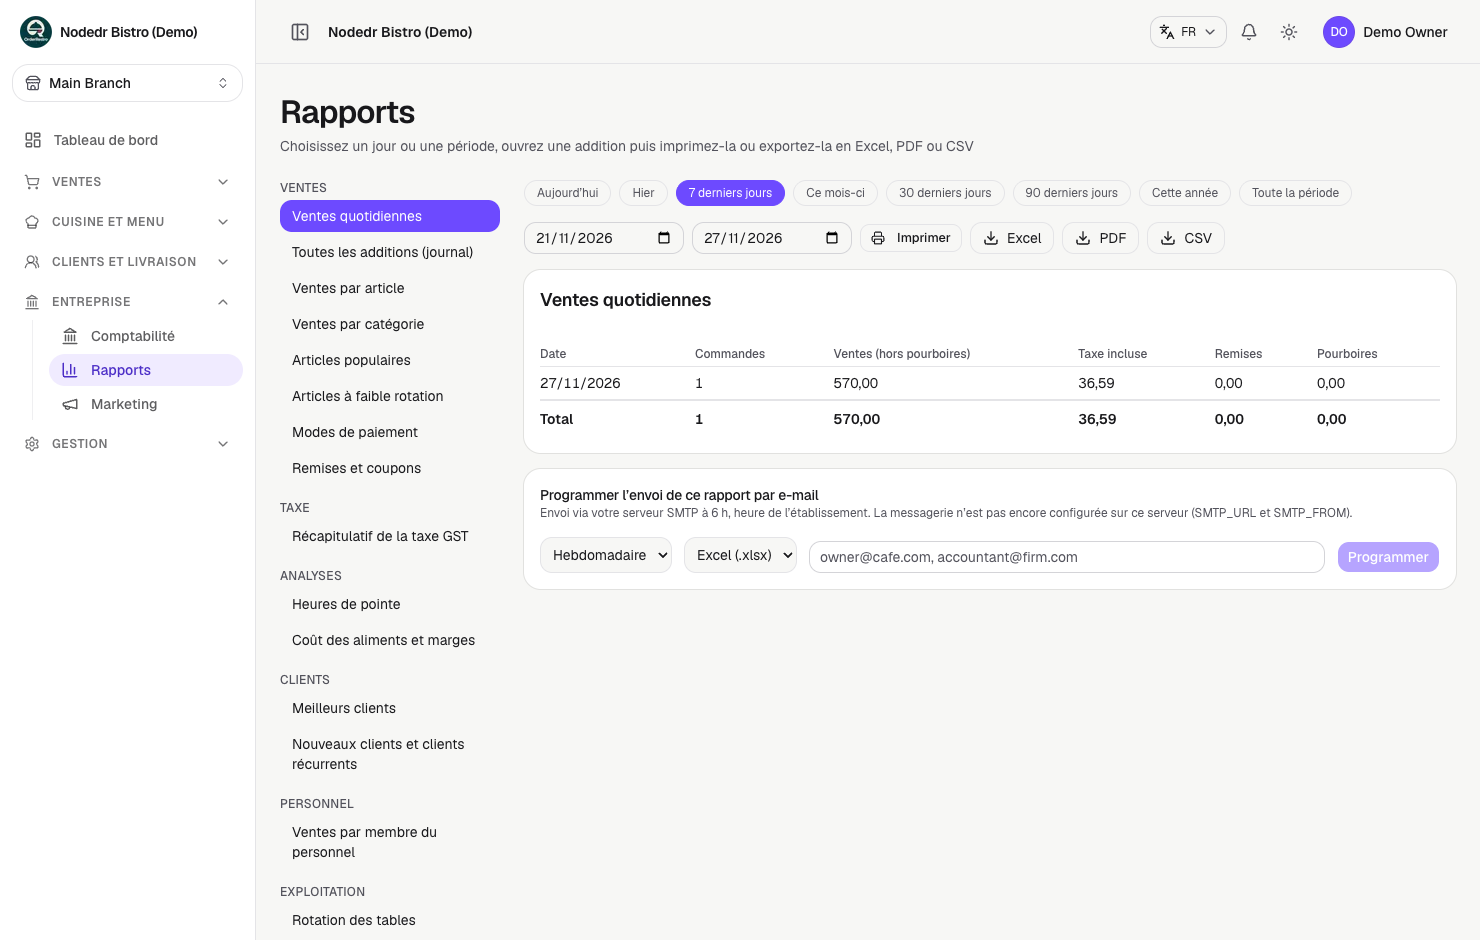 Nodedr Bistro (Demo)
Main Branch
Tableau de bord
VENTES
CUISINE ET MENU
CLIENTS ET LIVRAISON
ENTREPRISE
Comptabilité
Rapports
Marketing
GESTION
Nodedr Bistro (Demo)
FR
DO
Demo Owner
Rapports
Choisissez un jour ou une période, ouvrez une addition puis imprimez-la ou exportez-la en Excel, PDF ou CSV
VENTES
Ventes quotidiennes
Toutes les additions (journal)
Ventes par article
Ventes par catégorie
Articles populaires
Articles à faible rotation
Modes de paiement
Remises et coupons
TAXE
Récapitulatif de la taxe GST
ANALYSES
Heures de pointe
Coût des aliments et marges
CLIENTS
Meilleurs clients
Nouveaux clients et clients
récurrents
PERSONNEL
Ventes par membre du
personnel
EXPLOITATION
Rotation des tables
Aujourd’hui Hier 7 derniers jours Ce mois-ci 30 derniers jours 90 derniers jours Cette année Toute la période
21/11/2026 27/11/2026 Imprimer Excel PDF CSV
Ventes quotidiennes
Date Commandes Ventes (hors pourboires) Taxe incluse Remises Pourboires
27/11/2026 1 570,00 36,59 0,00 0,00
Total 1 570,00 36,59 0,00 0,00
Programmer l’envoi de ce rapport par e-mail
Envoi via votre serveur SMTP à 6 h, heure de l’établissement. La messagerie n’est pas encore configurée sur ce serveur (SMTP_URL et SMTP_FROM).
Hebdomadaire Excel (.xlsx) owner@cafe.com, accountant@firm.com Programmer